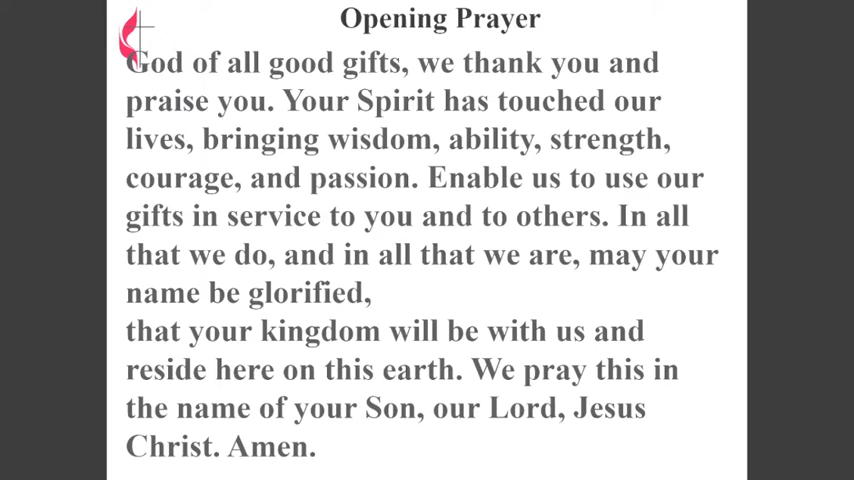 Opening Prayer
God of all good gifts, we thank you and
praise you. Your Spirit has touched our
lives, bringing wisdom, ability, strength,
courage, and passion. Enable us to use our
gifts in service to you and to others. In all
that we do, and in all that we are, may your
name be glorified,
that your kingdom will be with us and
reside here on this earth. We pray this in
the name of your Son, our Lord, Jesus
Christ. Amen.